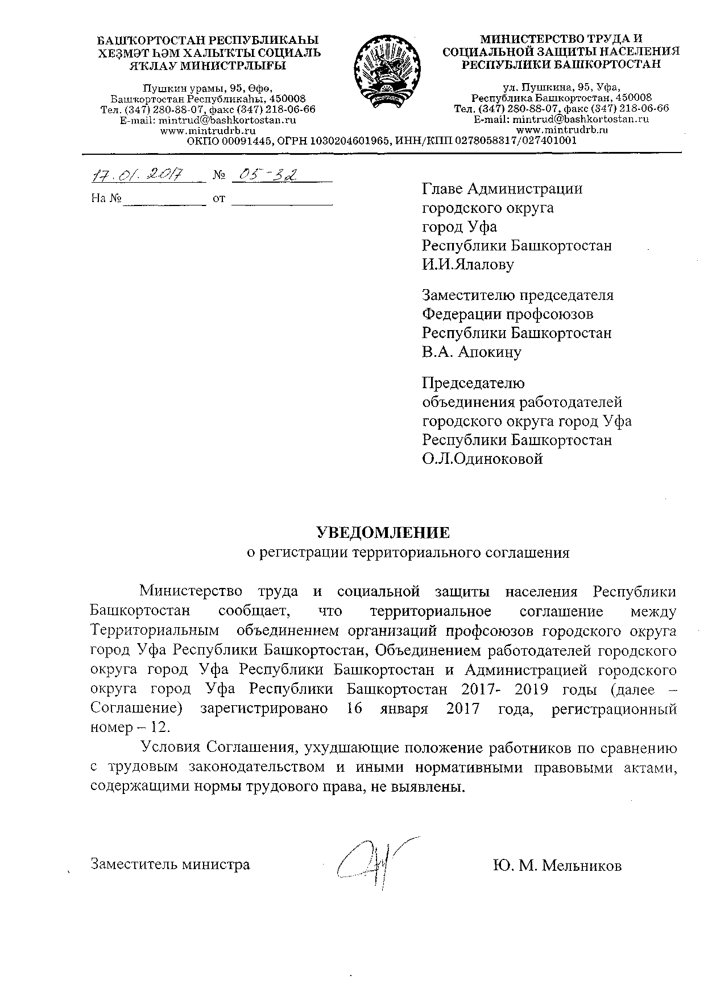 БАШҠОРТОСТАН РЕСПУБЛИКАҺЫ
ХЕҘМӘТ ҺӘМ ХАЛЫҠТЫ СОЦИАЛЬ
ЯҠЛАУ МИНИСТРЛЫҒЫ
Пушкин урамы, 95, Өфө,
Башҡортостан Республикаһы, 450008
Тел. (347) 280-88-07, факс (347) 218-06-66
E-mail: mintrud@bashkortostan.ru
www.mintrudrb.ru
МИНИСТЕРСТВО ТРУДА И
СОЦИАЛЬНОЙ ЗАЩИТЫ НАСЕЛЕНИЯ
РЕСПУБЛИКИ БАШКОРТОСТАН
ул. Пушкина, 95, Уфа,
Республика Башкортостан, 450008
Тел. (347) 280-88-07, факс (347) 218-06-66
E-mail: mintrud@bashkortostan.ru
www.mintrudrb.ru
ОКПО 00091445, ОГРН 1030204601965, ИНН/КПП 0278058317/027401001
17.01.2017 № 05-32
На № от
Главе Администрации
городского округа
город Уфа
Республики Башкортостан
И.И.Ялалову
Заместителю председателя
Федерации профсоюзов
Республики Башкортостан
В.А. Апокину
Председателю
объединения работодателей
городского округа город Уфа
Республики Башкортостан
О.Л.Одиноковой
УВЕДОМЛЕНИЕ
о регистрации территориального соглашения
Министерство труда и социальной защиты населения Республики
Башкортостан сообщает, что территориальное соглашение между
Территориальным объединением организаций профсоюзов городского округа
город Уфа Республики Башкортостан, Объединением работодателей городского
округа город Уфа Республики Башкортостан и Администрацией городского
округа город Уфа Республики Башкортостан 2017- 2019 годы (далее –
Соглашение) зарегистрировано 16 января 2017 года, регистрационный
номер – 12.
Условия Соглашения, ухудшающие положение работников по сравнению
с трудовым законодательством и иными нормативными правовыми актами,
содержащими нормы трудового права, не выявлены.
Заместитель министра Ю. М. Мельников